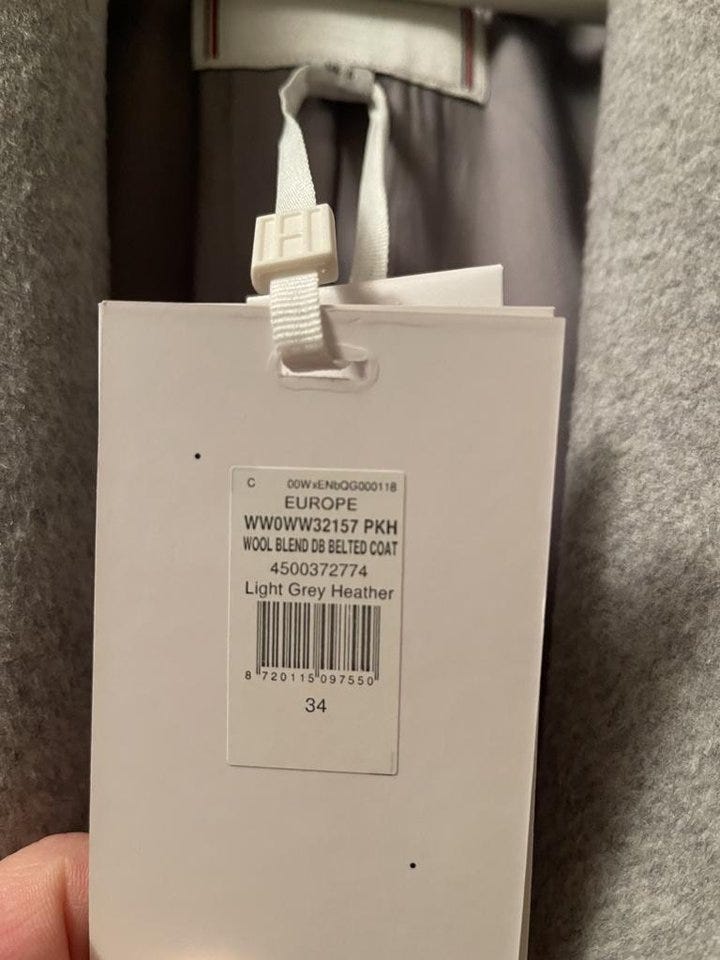 C 00WxENbQG000118
EUROPE
WW0WW32157 PKH
WOOL BLEND DB BELTED COAT
4500372774
Light Grey Heather
8 720115 097550
34